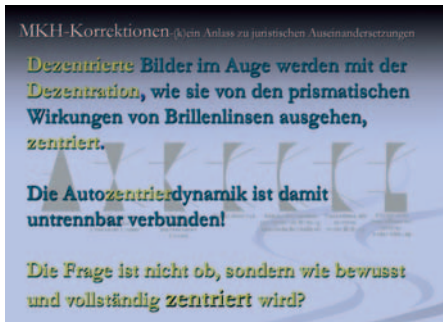 MKH-Korrektionen-(k)ein Anlass zu juristischen Auseinandersetzungen
Dezentrierte Bilder im Auge werden mit der
Dezentration, wie sie von den prismatischen
Wirkungen von Brillenlinsen ausgehen,
zentriert.
Die Autozentrierdynamik ist damit
untrennbar verbunden!
Die Frage ist nicht ob, sondern wie bewusst
und vollständig zentriert wird?